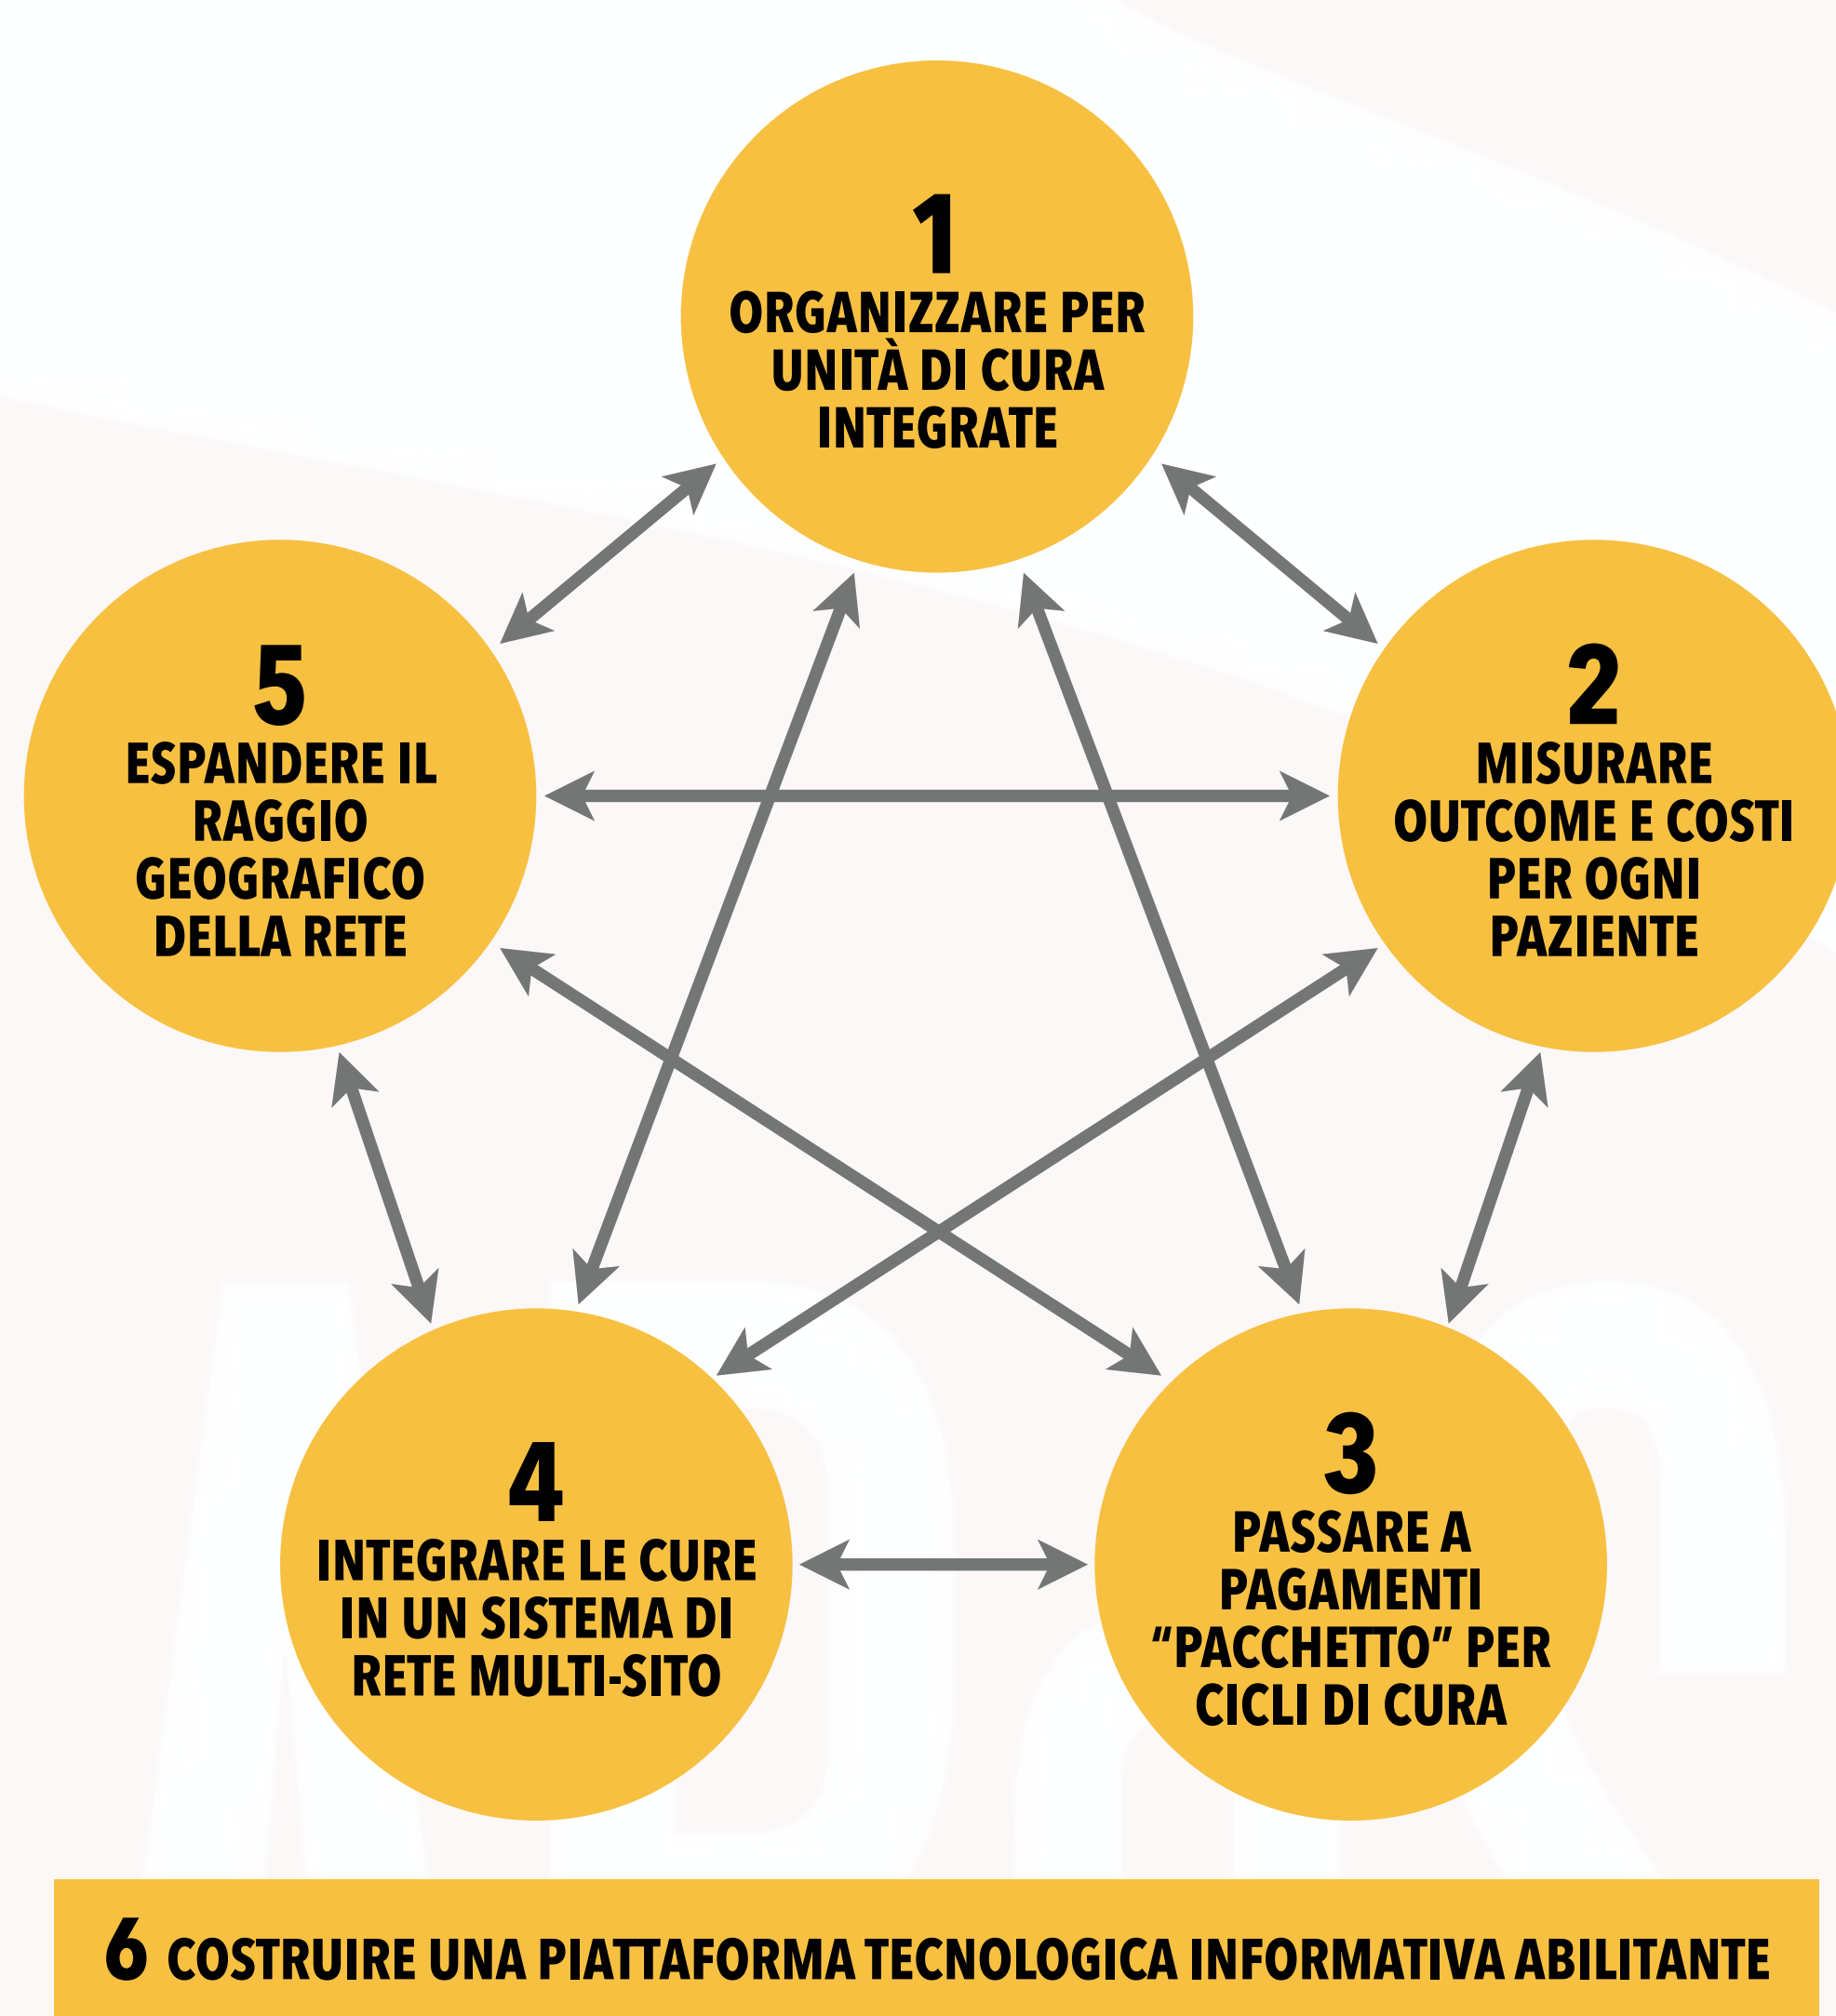 1
ORGANIZZARE PER
UNITÀ DI CURA
INTEGRATE
2
MISURARE
OUTCOME E COSTI
PER OGNI
PAZIENTE
3
PASSARE A
PAGAMENTI
“PACCHETTO” PER
CICLI DI CURA
4
INTEGRARE LE CURE
IN UN SISTEMA DI
RETE MULTI-SITO
5
ESPANDERE IL
RAGGIO
GEOGRAFICO
DELLA RETE
6 COSTRUIRE UNA PIATTAFORMA TECNOLOGICA INFORMATIVA ABILITANTE